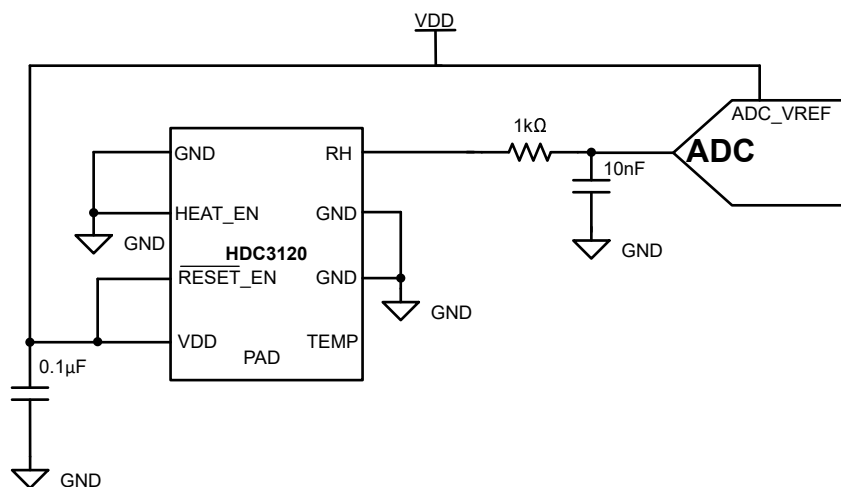 VDD
ADC_VREF
ADC
1kΩ
10nF
GND
GND
RH
HEAT_EN
GND
GND
HDC3120
RESET_EN
GND
GND
VDD
TEMP
PAD
0.1µF
GND